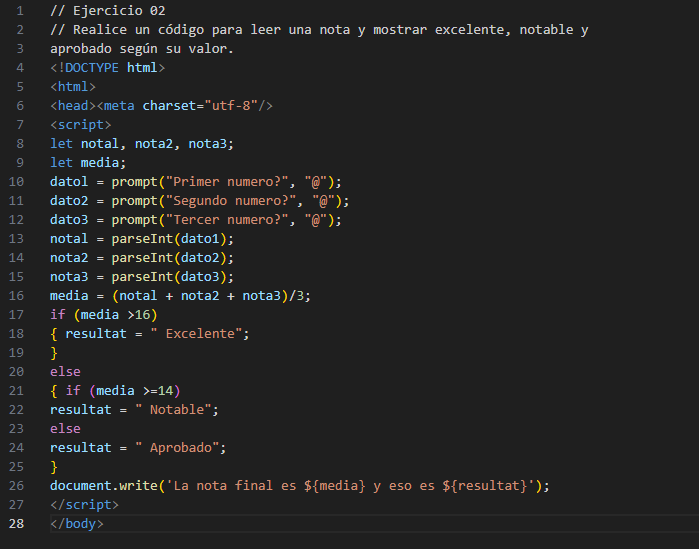 1 // Ejercicio 02
2 // Realice un código para leer una nota y mostrar excelente, notable y
3 aprobado según su valor.
4 <!DOCTYPE html>
5 <html>
6 <head><meta charset="utf-8"/>
7 <script>
8 let notal, nota2, nota3;
9 let media;
10 datol = prompt("Primer numero?", "@");
11 dato2 = prompt("Segundo numero?", "@");
12 dato3 = prompt("Tercer numero?", "@");
13 notal = parseInt(dato1);
14 nota2 = parseInt(dato2);
15 nota3 = parseInt(dato3);
16 media = (notal + nota2 + nota3)/3;
17 if (media >16)
18 { resultat = " Excelente";
19 }
20 else
21 { if (media >=14)
22 resultat = " Notable";
23 else
24 resultat = " Aprobado";
25 }
26 document.write('La nota final es ${media} y eso es ${resultat}');
27 </script>
28 </body>